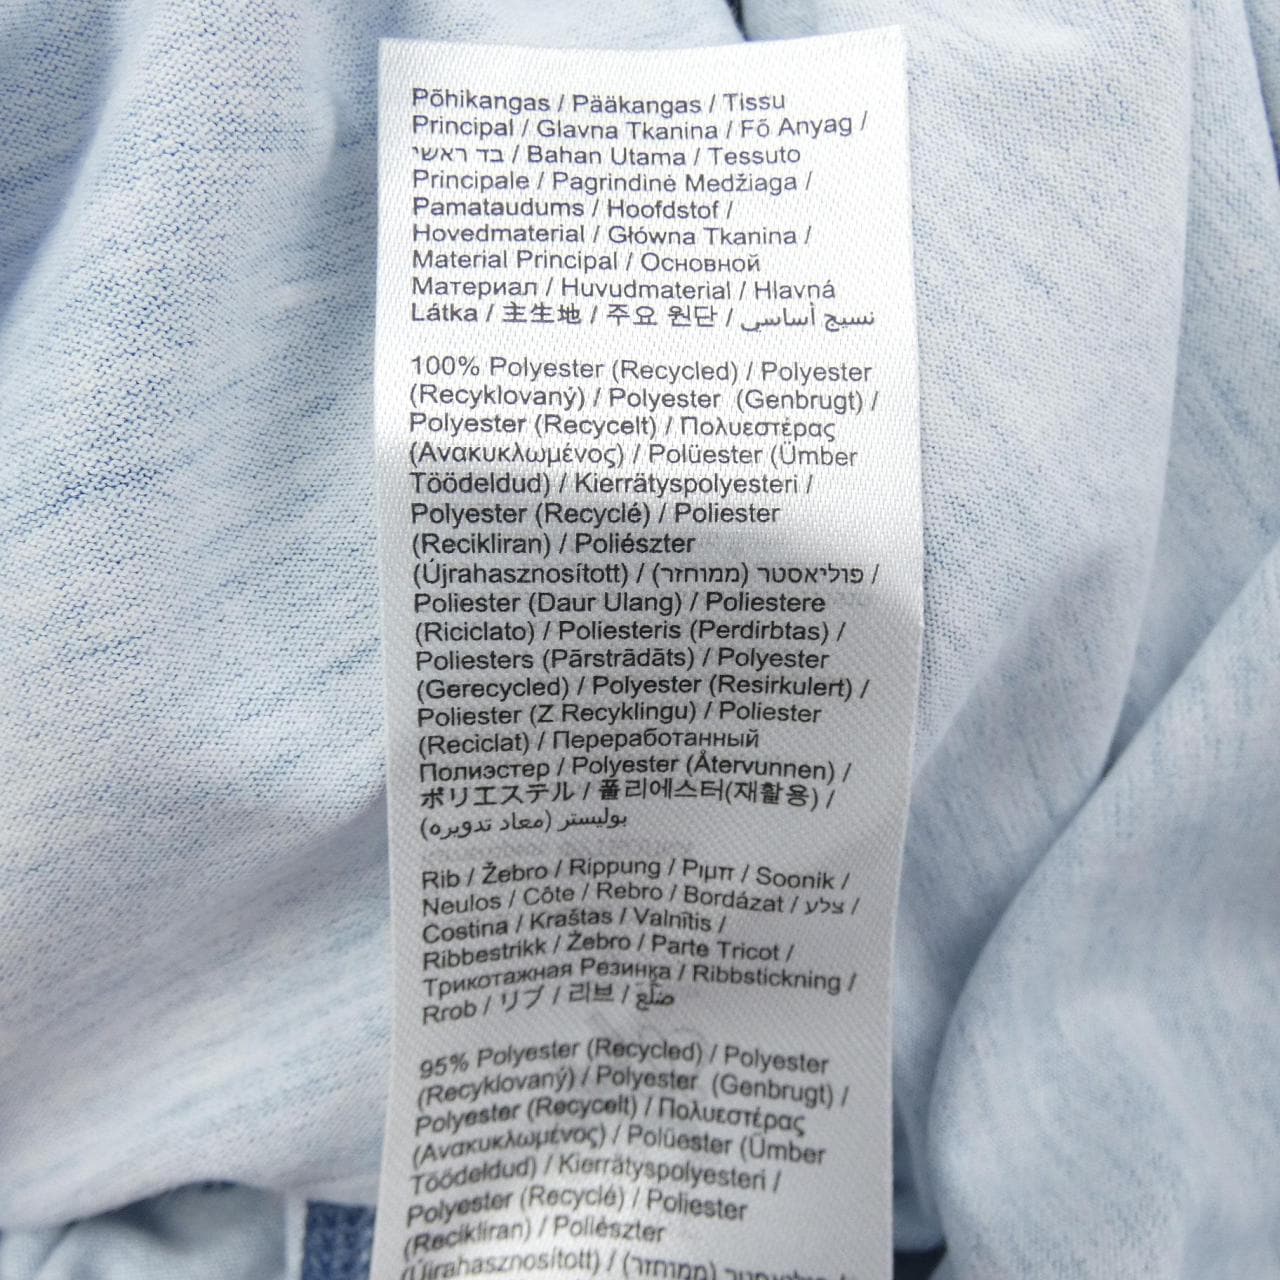 Põhikangas / Pääkangas / Tissu
Principal / Glavna Tkanina / Fõ Anyag /
בד ראשי / Bahan Utama / Tessuto
Principale / Pagrindinė Medžiaga /
Pamataudums / Hoofdstof /
Hovedmaterial / Główna Tkanina /
Material Principal / Основной
Материал / Huvudmaterial / Hlavná
Látka / 主生地 / 주요 원단 / نسيج أساسي
100% Polyester (Recycled) / Polyester
(Recyklovaný) / Polyester (Genbrugt) /
Polyester (Recycelt) / Πολυεστέρας
(Ανακυκλωμένος) / Polüester (Ümber
Töödeldud) / Kierrätyspolyesteri /
Polyester (Recyclé) / Poliester
(Recikliran) / Poliészter
(Újrahasznosított) / פוליאסטר (ממוחזר) /
Poliester (Daur Ulang) / Poliestere
(Riciclato) / Poliesteris (Perdirbtas) /
Poliesters (Pārstrādāts) / Polyester
(Gerecycled) / Polyester (Resirkulert) /
Poliester (Z Recyklingu) / Poliester
(Reciclat) / Переработанный
Полиэстер / Polyester (Återvunnen) /
ポリエステル / 폴리에스터(재활용) /
بوليستر (معاد تدويره)
Rib / Žebro / Rippung / Ριμπ / Soonik /
Neulos / Côte / Rebro / Bordázat / צלע /
Costina / Kraštas / Valnītis /
Ribbestrikk / Żebro / Parte Tricot /
Трикотажная Резинка / Ribbstickning /
Rrob / リブ / 리브 / ضلع
95% Polyester (Recycled) / Polyester
(Recyklovaný) / Polyester (Genbrugt) /
Polyester (Recycelt) / Πολυεστέρας
(Ανακυκλωμένος) / Polüester (Ümber
Töödeldud) / Kierrätyspolyesteri /
Polyester (Recyclé) / Poliester
(Recikliran) / Poliészter
(Újrahasznosított) / פוליאסטר (ממוחזר)